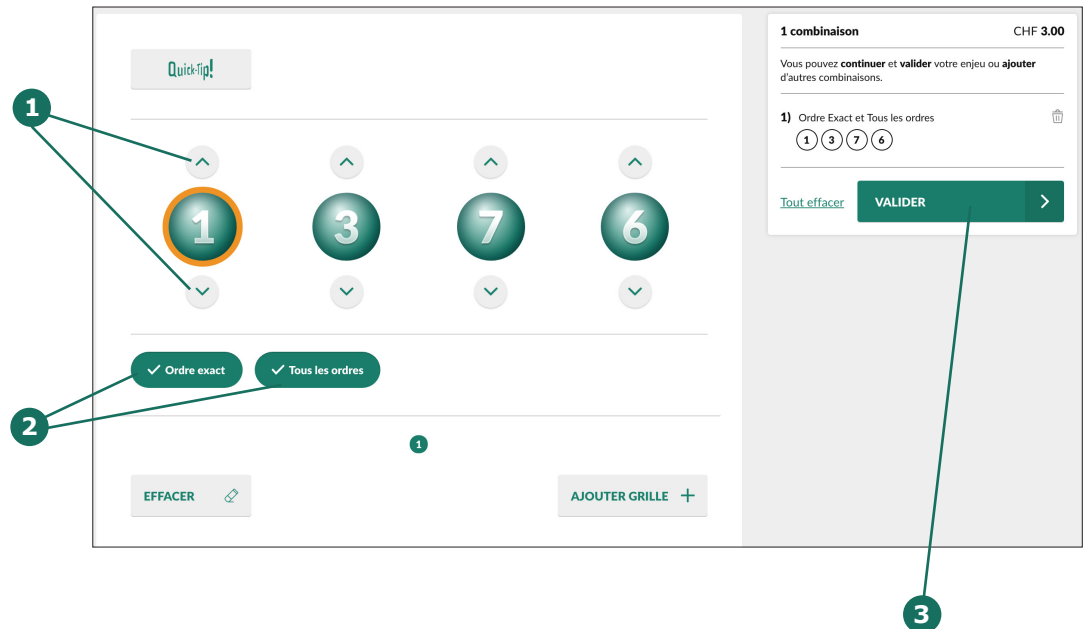 Quick-Tip!
1
1 3 7 6
Ordre exact Tous les ordres
2
1
EFFACER AJOUTER GRILLE
1 combinaison CHF 3.00
Vous pouvez continuer et valider votre enjeu ou ajouter
d'autres combinaisons.
1) Ordre Exact et Tous les ordres
1 3 7 6
Tout effacer VALIDER
3